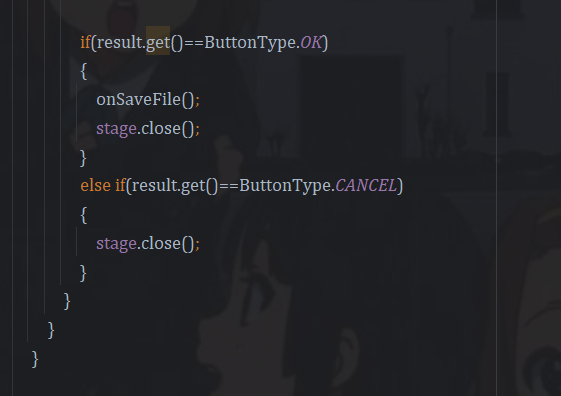 if(result.get()==ButtonType.OK)
{
onSaveFile();
stage.close();
}
else if(result.get()==ButtonType.CANCEL)
{
stage.close();
}
}
}
}